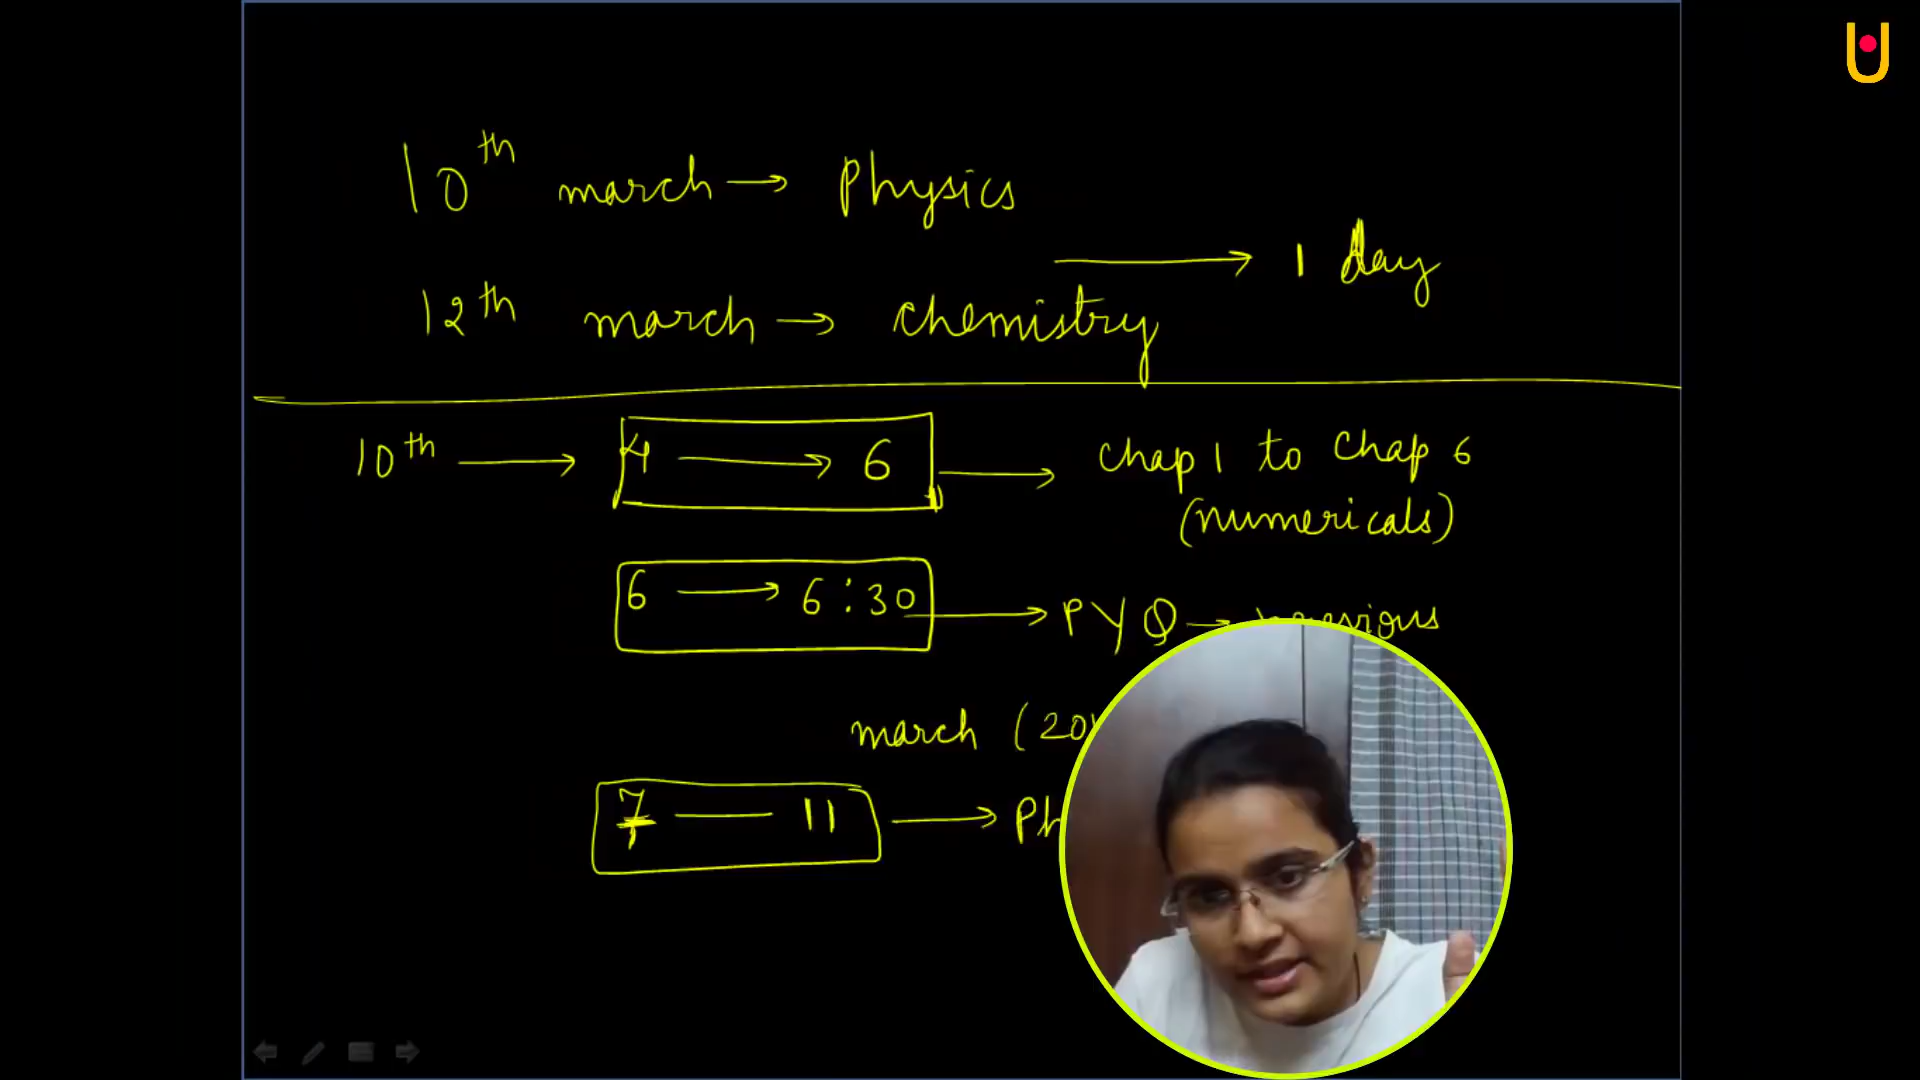 10th march → Physics
→ 1 day
12th march → chemistry
10th → 4 → 6 → chap 1 to chap 6
(numericals)
6 → 6:30 → PYQ → previous
march (20
7 — 11 → Ph